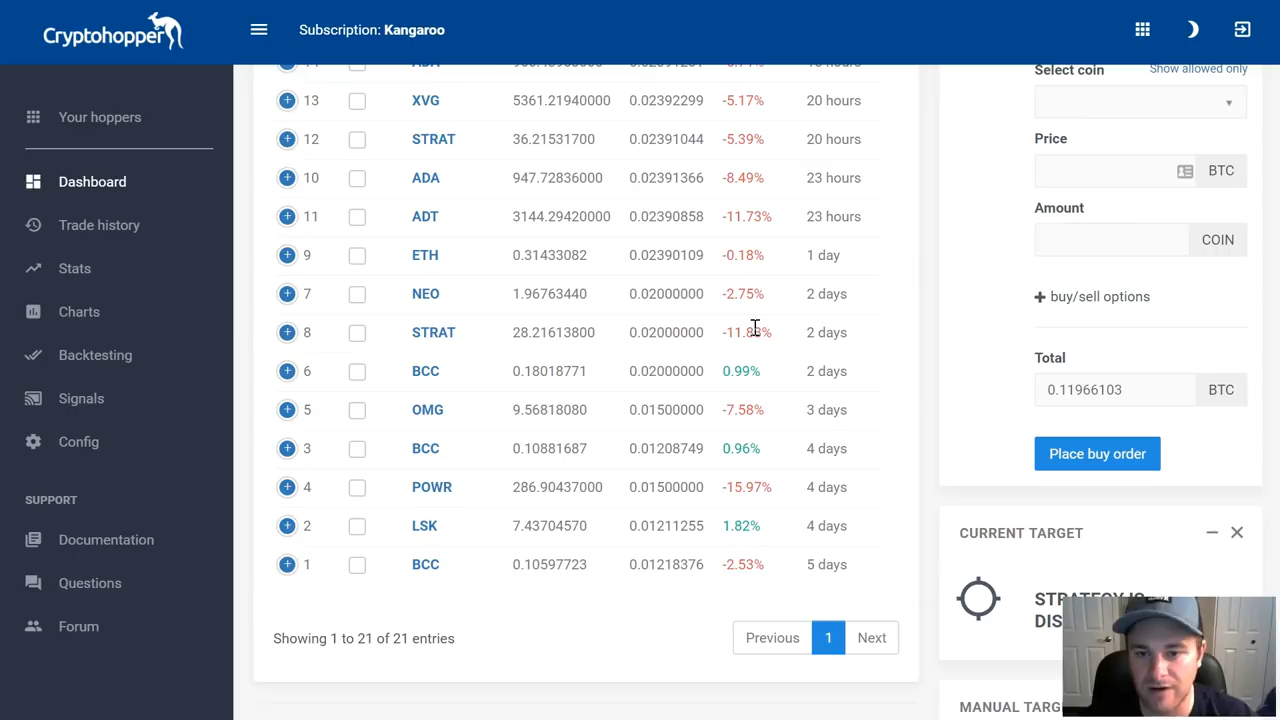 Cryptohopper
Subscription: Kangaroo
Your hoppers
Dashboard
Trade history
Stats
Charts
Backtesting
Signals
Config
SUPPORT
Documentation
Questions
Forum
13 XVG 5361.21940000 0.02392299 -5.17% 20 hours
12 STRAT 36.21531700 0.02391044 -5.39% 20 hours
10 ADA 947.72836000 0.02391366 -8.49% 23 hours
11 ADT 3144.29420000 0.02390858 -11.73% 23 hours
9 ETH 0.31433082 0.02390109 -0.18% 1 day
7 NEO 1.96763440 0.02000000 -2.75% 2 days
8 STRAT 28.21613800 0.02000000 2 days
6 BCC 0.18018771 0.02000000 0.99% 2 days
5 OMG 9.56818080 0.01500000 -7.58% 3 days
3 BCC 0.10881687 0.01208749 0.96% 4 days
4 POWR 286.90437000 0.01500000 -15.97% 4 days
2 LSK 7.43704570 0.01211255 1.82% 4 days
1 BCC 0.10597723 0.01218376 -2.53% 5 days
Showing 1 to 21 of 21 entries
Previous 1 Next
Select coin Show allowed only
Price
BTC
Amount
COIN
buy/sell options
Total
0.11966103 BTC
Place buy order
CURRENT TARGET
STRATEGY IS
MANUAL